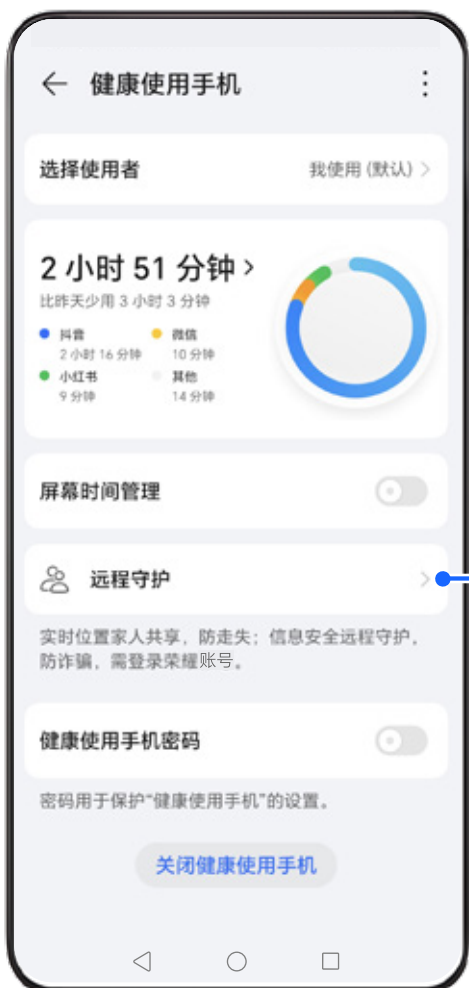 健康使用手机
选择使用者 我使用 (默认)
2 小时 51 分钟
比昨天少用 3 小时 3 分钟
抖音 微信
2 小时 16 分钟 10 分钟
小红书 其他
9 分钟 14 分钟
屏幕时间管理
远程守护
实时位置家人共享，防走失；信息安全远程守护，
防诈骗，需登录荣耀账号。
健康使用手机密码
密码用于保护“健康使用手机”的设置。
关闭健康使用手机